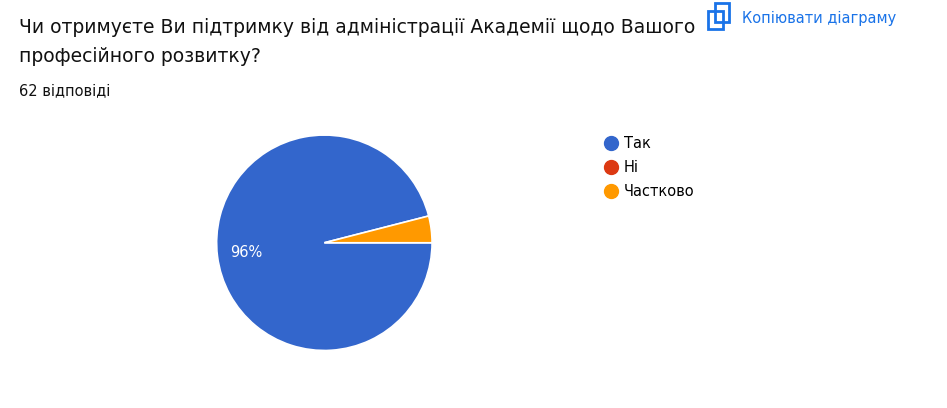 Чи отримуєте Ви підтримку від адміністрації Академії щодо Вашого
професійного розвитку?
Копіювати діаграму
62 відповіді
Так
Ні
Частково
96%